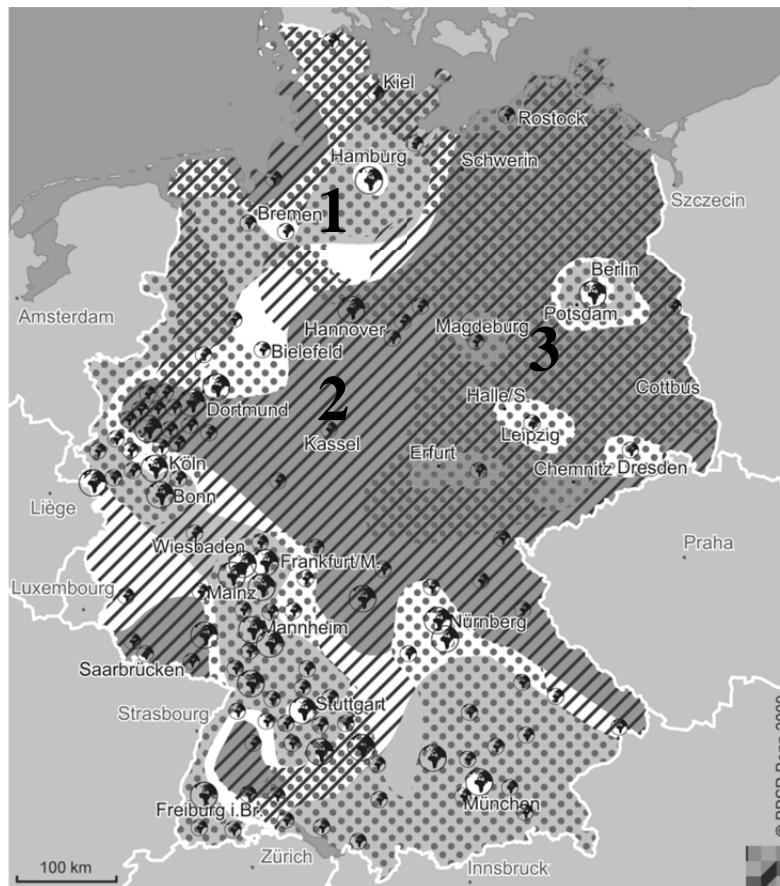 Kiel
Rostock
Hamburg
Schwerin
1
Bremen
Szczecin
Berlin
Potsdam
Amsterdam
Hannover
Magdeburg
3
Bielefeld
Dortmund
2
Halle/S.
Cottbus
Kassel
Leipzig
Köln
Erfurt
Chemnitz
Dresden
Bonn
Liège
Wiesbaden
Frankfurt/M.
Praha
Luxembourg
Mainz
Nürnberg
Mannheim
Saarbrücken
Strasbourg
Stuttgart
Freiburg i.Br.
München
100 km
Zürich
Innsbruck